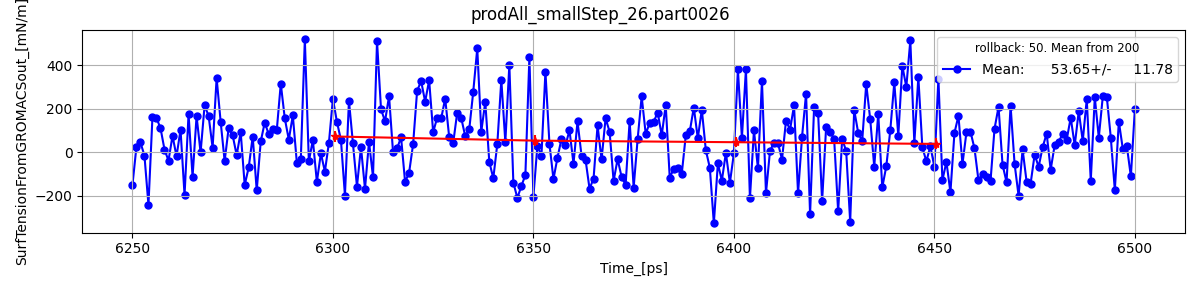 prodAll_smallStep_26.part0026
SurfTensionFromGROMACSout_[mN/m]
400
200
0
−200
rollback: 50. Mean from 200
Mean: 53.65+/- 11.78
6250
6300
6350
6400
6450
6500
Time_[ps]